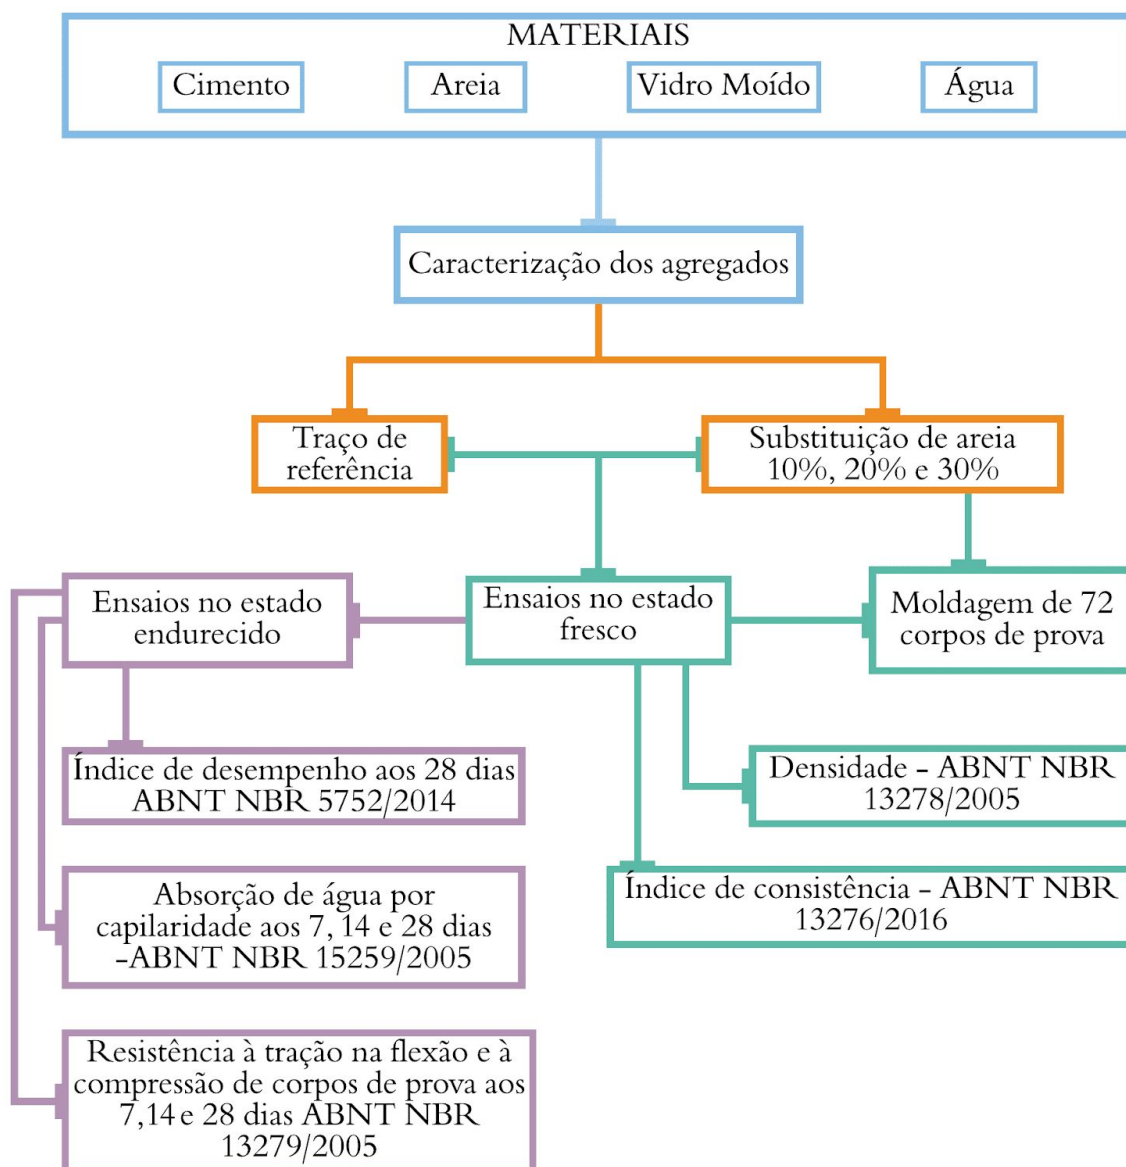 MATERIAIS
Cimento
Areia
Vidro Moído
Água
Caracterização dos agregados
Traço de
referência
Substituição de areia
10%, 20% e 30%
Ensaios no estado
endurecido
Ensaios no estado
fresco
Moldagem de 72
corpos de prova
Índice de desempenho aos 28 dias
ABNT NBR 5752/2014
Densidade - ABNT NBR
13278/2005
Absorção de água por
capilaridade aos 7, 14 e 28 dias
-ABNT NBR 15259/2005
Índice de consistência - ABNT NBR
13276/2016
Resistência à tração na flexão e à
compressão de corpos de prova aos
7,14 e 28 dias ABNT NBR
13279/2005